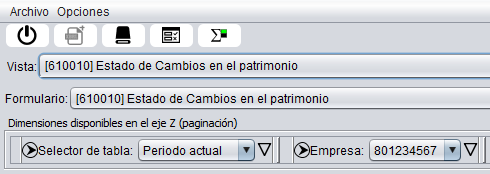 Archivo Opciones
Vista: [610010] Estado de Cambios en el patrimonio
Formulario: [610010] Estado de Cambios en el patrimonio
Dimensiones disponibles en el eje Z (paginación)
Selector de tabla: Periodo actual Empresa: 801234567